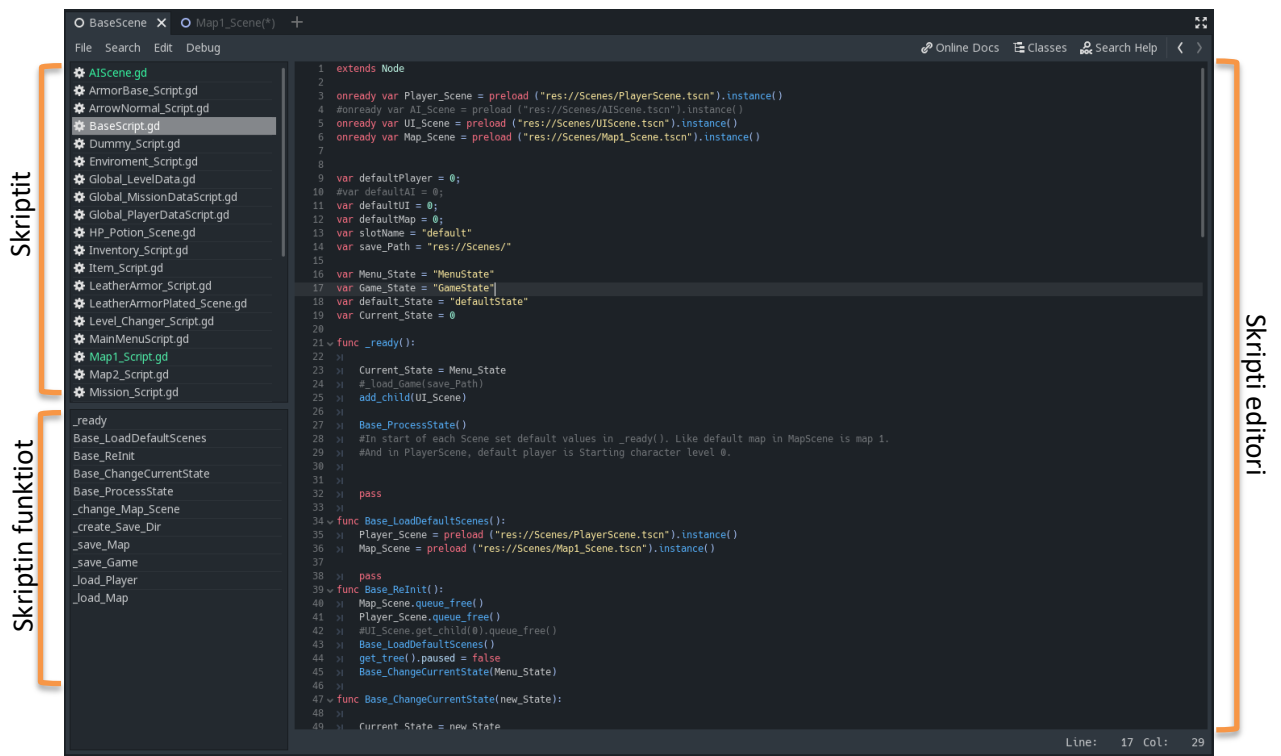 BaseScene
Map1_Scene(*)
File Search Edit Debug
Online Docs Classes Search Help
Skriptit
AIScene.gd
ArmorBase_Script.gd
ArrowNormal_Script.gd
BaseScript.gd
Dummy_Script.gd
Enviroment_Script.gd
Global_LevelData.gd
Global_MissionDataScript.gd
Global_PlayerDataScript.gd
HP_Potion_Scene.gd
Inventory_Script.gd
Item_Script.gd
LeatherArmor_Script.gd
LeatherArmorPlated_Scene.gd
Level_Changer_Script.gd
MainMenuScript.gd
Map1_Script.gd
Map2_Script.gd
Mission_Script.gd
Skriptin funktiot
_ready
Base_LoadDefaultScenes
Base_ReInit
Base_ChangeCurrentState
Base_ProcessState
_change_Map_Scene
_create_Save_Dir
_save_Map
_save_Game
_load_Player
_load_Map
1 extends Node
2
3 onready var Player_Scene = preload ("res://Scenes/PlayerScene.tscn").instance()
4 #onready var AI_Scene = preload ("res://Scenes/AIScene.tscn").instance()
5 onready var UI_Scene = preload ("res://Scenes/UIScene.tscn").instance()
6 onready var Map_Scene = preload ("res://Scenes/Map1_Scene.tscn").instance()
7
8
9 var defaultPlayer = 0;
10 #var defaultAI = 0;
11 var defaultUI = 0;
12 var defaultMap = 0;
13 var slotName = "default"
14 var save_Path = "res://Scenes/"
15
16 var Menu_State = "MenuState"
17 var Game_State = "GameState"
18 var default_State = "defaultState"
19 var Current_State = 0
20
21 func _ready():
22
23 Current_State = Menu_State
24 #_load_Game(save_Path)
25 add_child(UI_Scene)
26
27 Base_ProcessState()
28 #In start of each Scene set default values in _ready(). Like default map in MapScene is map 1.
29 #And in PlayerScene, default player is Starting character level 0.
30
31
32 pass
33
34 func Base_LoadDefaultScenes():
35 Player_Scene = preload ("res://Scenes/PlayerScene.tscn").instance()
36 Map_Scene = preload ("res://Scenes/Map1_Scene.tscn").instance()
37
38 pass
39 func Base_ReInit():
40 Map_Scene.queue_free()
41 Player_Scene.queue_free()
42 #UI_Scene.get_child(0).queue_free()
43 Base_LoadDefaultScenes()
44 get_tree().paused = false
45 Base_ChangeCurrentState(Menu_State)
46
47 func Base_ChangeCurrentState(new_State):
48
49 Current_State = new_State
Line: 17 Col: 29
Skripti editori